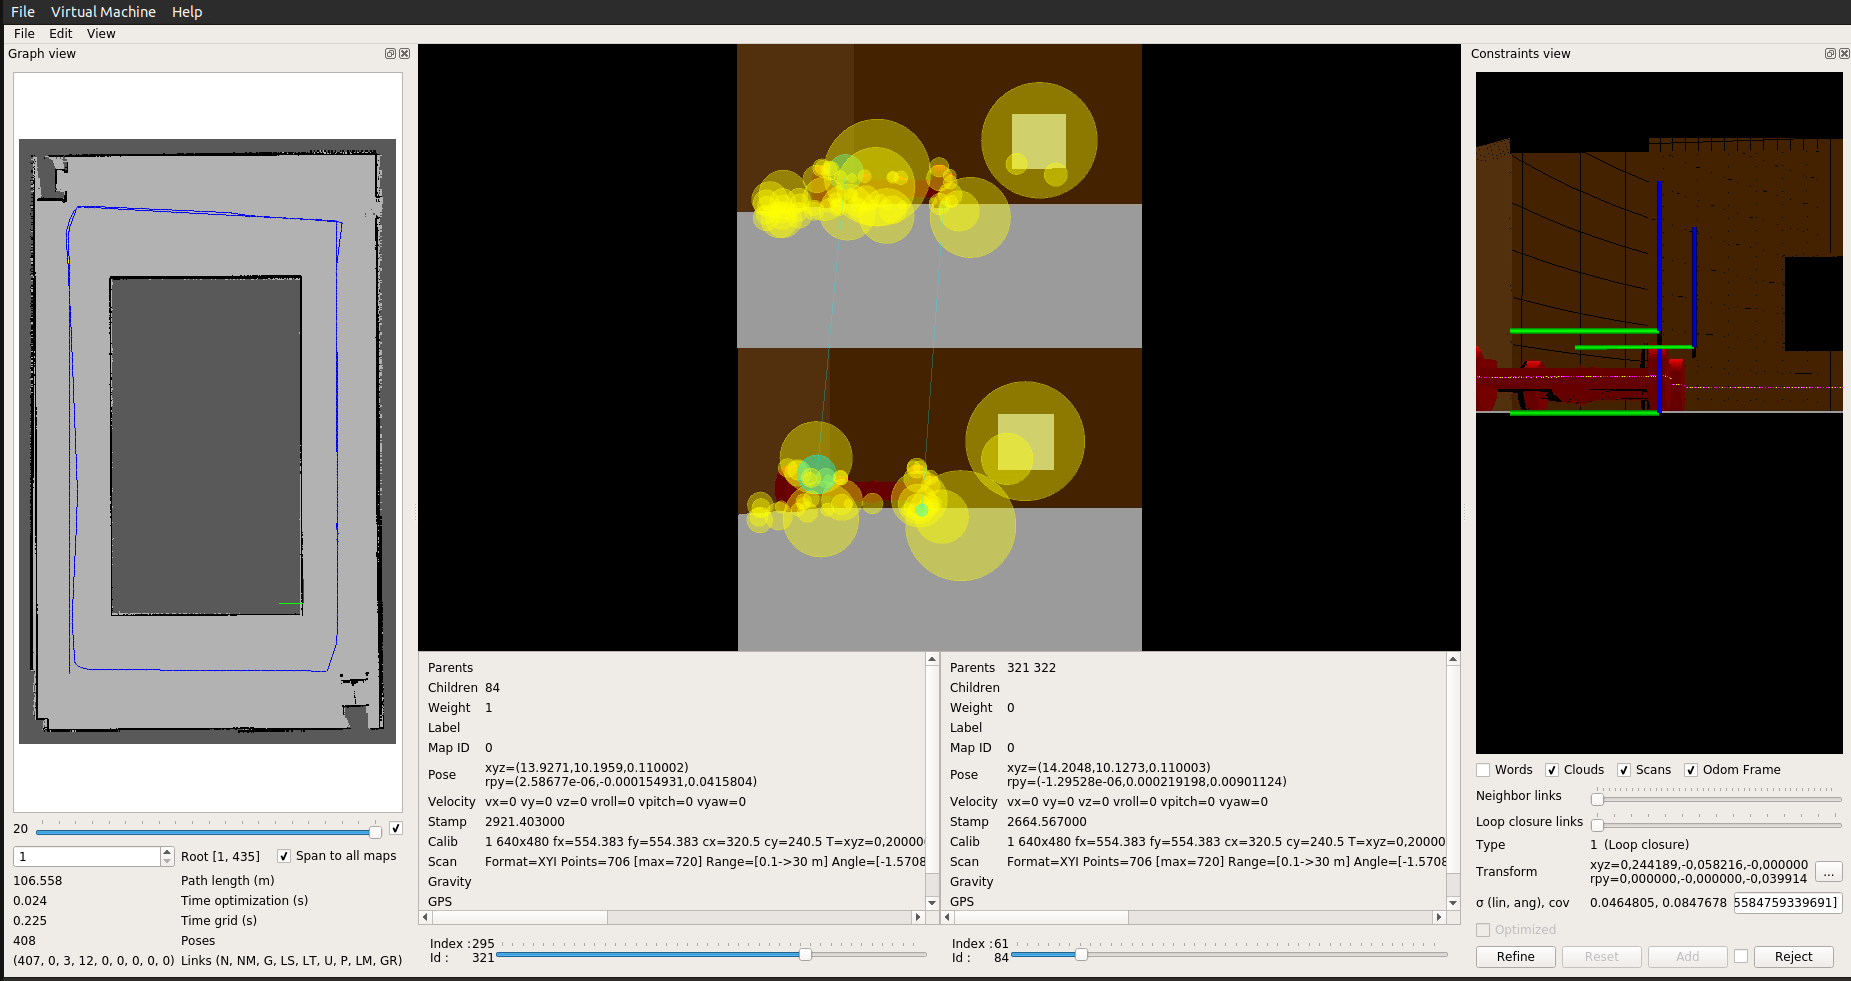 File Virtual Machine Help
File Edit View
Graph view
Constraints view
20
1
Root [1, 435]
Span to all maps
106.558 Path length (m)
0.024 Time optimization (s)
0.225 Time grid (s)
408 Poses
(407, 0, 3, 12, 0, 0, 0, 0, 0) Links (N, NM, G, LS, LT, U, P, LM, GR)
Parents
Children 84
Weight 1
Label
Map ID 0
Pose xyz=(13.9271,10.1959,0.110002)
rpy=(2.58677e-06,-0.000154931,0.0415804)
Velocity vx=0 vy=0 vz=0 vroll=0 vpitch=0 vyaw=0
Stamp 2921.403000
Calib 1 640x480 fx=554.383 fy=554.383 cx=320.5 cy=240.5 T=xyz=0,20000
Scan Format=XYI Points=706 [max=720] Range=[0.1->30 m] Angle=[-1.5708
Gravity
GPS
Index : 295
Id : 321
Parents 321 322
Children
Weight 0
Label
Map ID 0
Pose xyz=(14.2048,10.1273,0.110003)
rpy=(-1.29528e-06,0.000219198,0.00901124)
Velocity vx=0 vy=0 vz=0 vroll=0 vpitch=0 vyaw=0
Stamp 2664.567000
Calib 1 640x480 fx=554.383 fy=554.383 cx=320.5 cy=240.5 T=xyz=0,20000
Scan Format=XYI Points=706 [max=720] Range=[0.1->30 m] Angle=[-1.5708
Gravity
GPS
Index : 61
Id : 84
Words Clouds Scans Odom Frame
Neighbor links
Loop closure links
Type 1 (Loop closure)
Transform xyz=0,244189,-0,058216,-0,000000
rpy=0,000000,-0,000000,-0,039914
...
σ (lin, ang), cov 0.0464805, 0.0847678 5584759339691]
Optimized
Refine Reset Add Reject